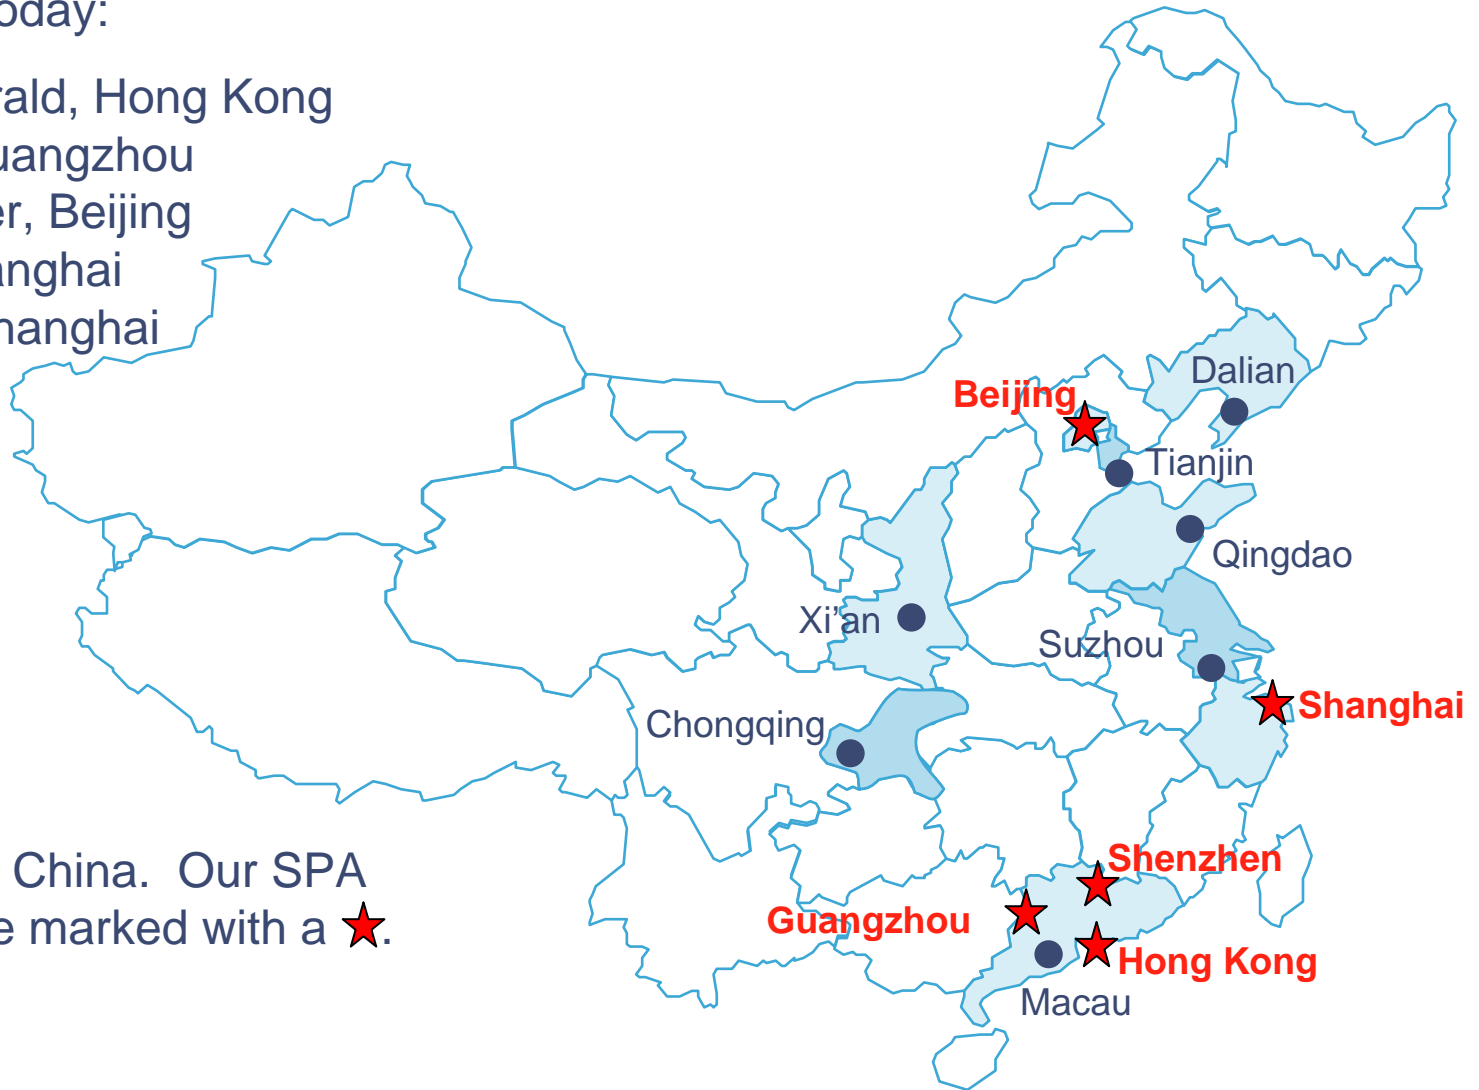 oday:
rald, Hong Kong
uangzhou
er, Beijing
anghai
hanghai
Dalian
Beijing
Tianjin
Qingdao
Xi’an
Suzhou
Shanghai
Chongqing
China. Our SPA
e marked with a ★.
Shenzhen
Guangzhou
Hong Kong
Macau